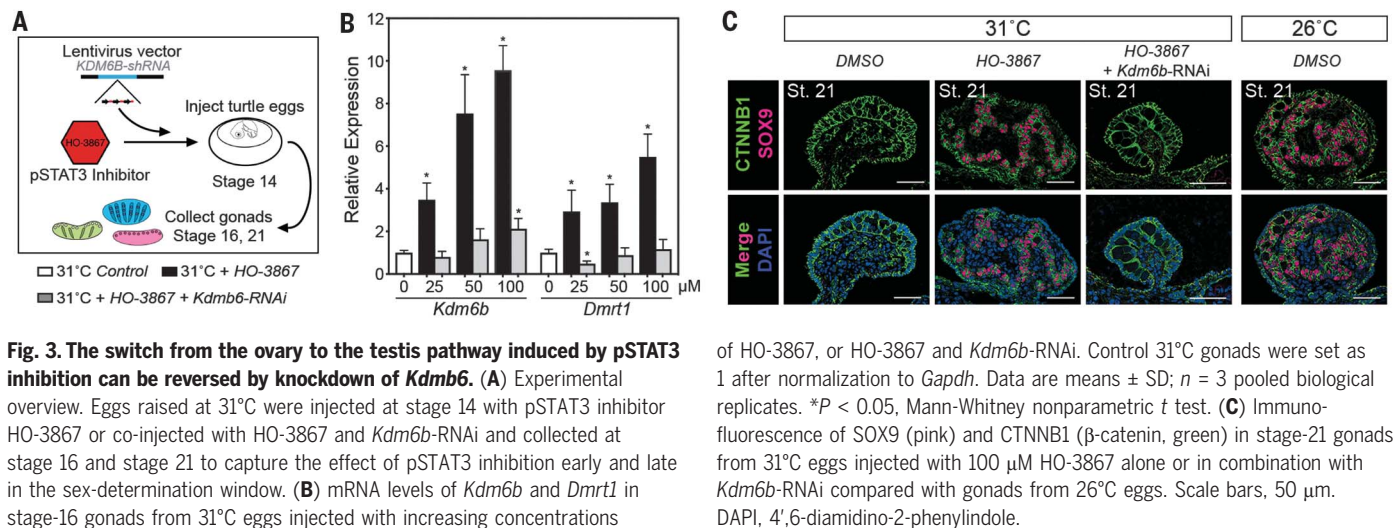 A
Lentivirus vector
KDM6B-shRNA
Inject turtle eggs
HO-3867
pSTAT3 Inhibitor
Stage 14
Collect gonads
Stage 16, 21
31°C Control
31°C + HO-3867
31°C + HO-3867 + Kdmb6-RNAi
B
Relative Expression
12
10
8
6
4
2
0
* * * * * * * *
0 25 50 100 0 25 50 100 μM
Kdm6b Dmrt1
C
31°C 26°C
DMSO HO-3867 HO-3867 DMSO
+ Kdm6b-RNAi
St. 21 St. 21 St. 21 St. 21
CTNNB1
SOX9
Merge
DAPI
Fig. 3. The switch from the ovary to the testis pathway induced by pSTAT3
inhibition can be reversed by knockdown of Kdmb6. (A) Experimental
overview. Eggs raised at 31°C were injected at stage 14 with pSTAT3 inhibitor
HO-3867 or co-injected with HO-3867 and Kdm6b-RNAi and collected at
stage 16 and stage 21 to capture the effect of pSTAT3 inhibition early and late
in the sex-determination window. (B) mRNA levels of Kdm6b and Dmrt1 in
stage-16 gonads from 31°C eggs injected with increasing concentrations
of HO-3867, or HO-3867 and Kdm6b-RNAi. Control 31°C gonads were set as
1 after normalization to Gapdh. Data are means ± SD; n = 3 pooled biological
replicates. *P < 0.05, Mann-Whitney nonparametric t test. (C) Immuno-
fluorescence of SOX9 (pink) and CTNNB1 (β-catenin, green) in stage-21 gonads
from 31°C eggs injected with 100 μM HO-3867 alone or in combination with
Kdm6b-RNAi compared with gonads from 26°C eggs. Scale bars, 50 μm.
DAPI, 4′,6-diamidino-2-phenylindole.